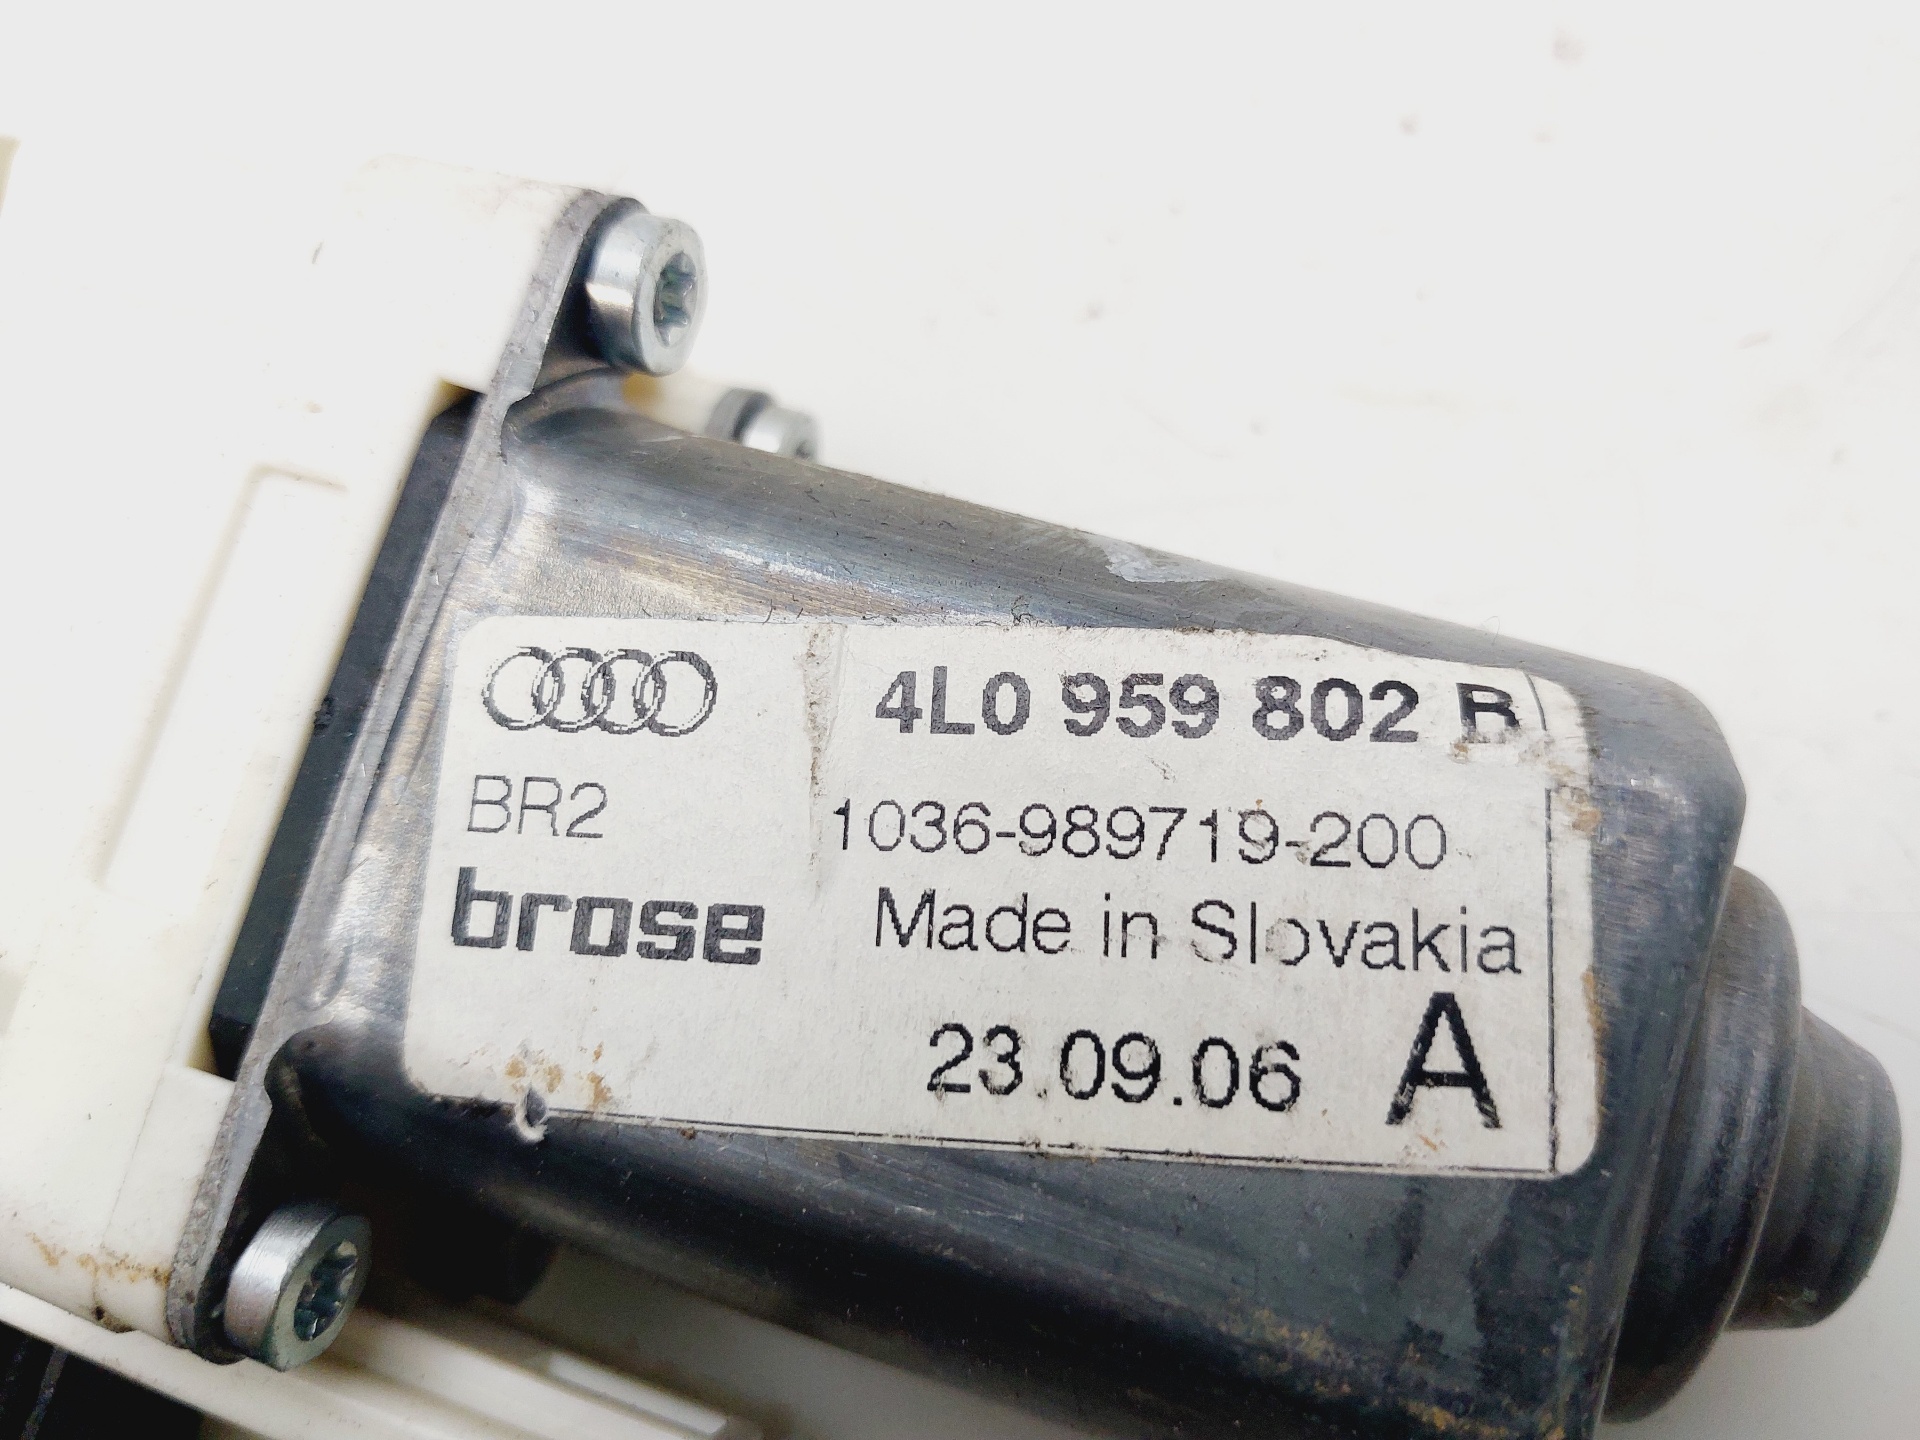 4L0 959 802 B
BR2 1036-989719-200
brose Made in Slovakia
23.09.06 A